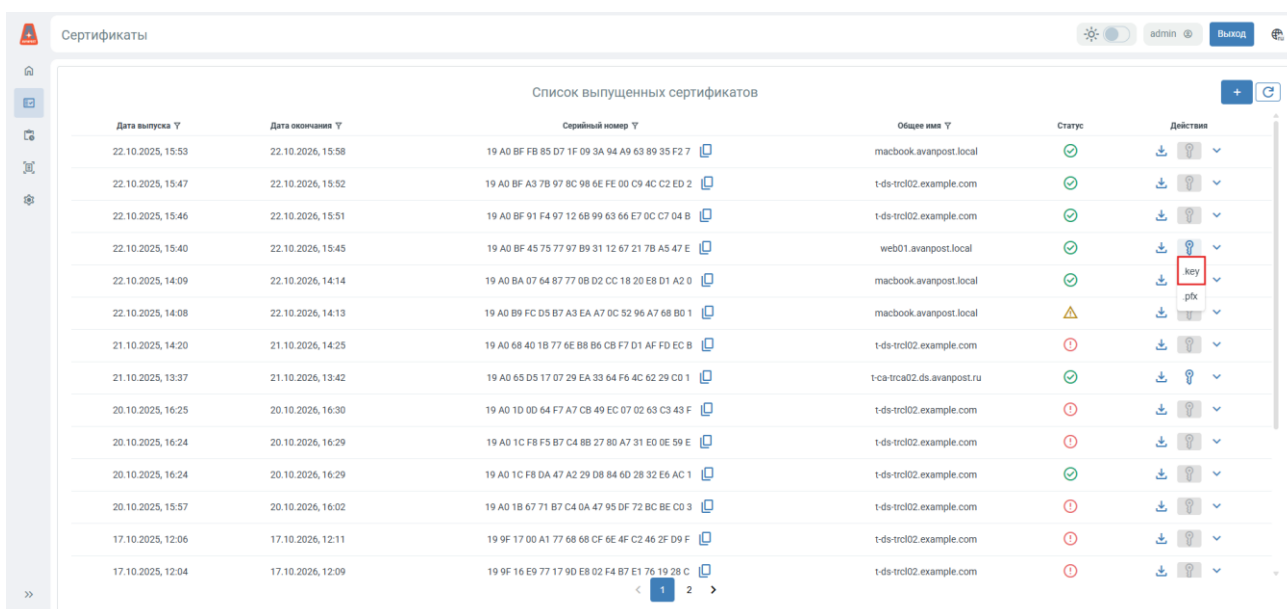 Сертификаты
admin
Выход
Список выпущенных сертификатов
+
Дата выпуска Дата окончания Серийный номер Общее имя Статус Действия
22.10.2025, 15:53 22.10.2026, 15:58 19 A0 BF FB 85 D7 1F 09 3A 94 A9 63 89 35 F2 7 macbook.avanpost.local
22.10.2025, 15:47 22.10.2026, 15:52 19 A0 BF A3 7B 97 8C 98 6E FE 00 C9 4C C2 ED 2 t-ds-trcl02.example.com
22.10.2025, 15:46 22.10.2026, 15:51 19 A0 BF 91 F4 97 12 6B 99 63 66 E7 0C C7 04 B t-ds-trcl02.example.com
22.10.2025, 15:40 22.10.2026, 15:45 19 A0 BF 45 75 77 97 B9 31 12 67 21 7B A5 47 E web01.avanpost.local
.key
22.10.2025, 14:09 22.10.2026, 14:14 19 A0 BA 07 64 87 77 0B D2 CC 18 20 E8 D1 A2 0 macbook.avanpost.local
.pfx
22.10.2025, 14:08 22.10.2026, 14:13 19 A0 B9 FC D5 B7 A3 EA A7 0C 52 96 A7 68 B0 1 macbook.avanpost.local
21.10.2025, 14:20 21.10.2026, 14:25 19 A0 68 40 1B 77 6E B8 B6 CB F7 D1 AF FD EC B t-ds-trcl02.example.com
21.10.2025, 13:37 21.10.2026, 13:42 19 A0 65 D5 17 07 29 EA 33 64 F6 4C 62 29 C0 1 t-ca-trca02.ds.avanpost.ru
20.10.2025, 16:25 20.10.2026, 16:30 19 A0 1D 0D 64 F7 A7 CB 49 EC 07 02 63 C3 43 F t-ds-trcl02.example.com
20.10.2025, 16:24 20.10.2026, 16:29 19 A0 1C F8 F5 B7 C4 8B 27 80 A7 31 E0 0E 59 E t-ds-trcl02.example.com
20.10.2025, 16:24 20.10.2026, 16:29 19 A0 1C F8 DA 47 A2 29 D8 84 6D 28 32 E6 AC 1 t-ds-trcl02.example.com
20.10.2025, 15:57 20.10.2026, 16:02 19 A0 1B 67 71 B7 C4 0A 47 95 DF 72 BC BE C0 3 t-ds-trcl02.example.com
17.10.2025, 12:06 17.10.2026, 12:11 19 9F 17 00 A1 77 68 68 CF 6E 4F C2 46 2F D9 F t-ds-trcl02.example.com
17.10.2025, 12:04 17.10.2026, 12:09 19 9F 16 E9 77 17 9D E8 02 F4 B7 E1 76 19 28 C t-ds-trcl02.example.com
1 2